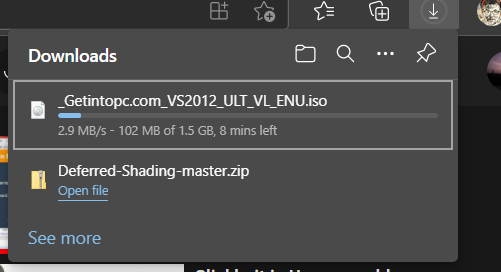 Downloads
_Getintopc.com_VS2012_ULT_VL_ENU.iso
2.9 MB/s - 102 MB of 1.5 GB, 8 mins left
Deferred-Shading-master.zip
Open file
See more